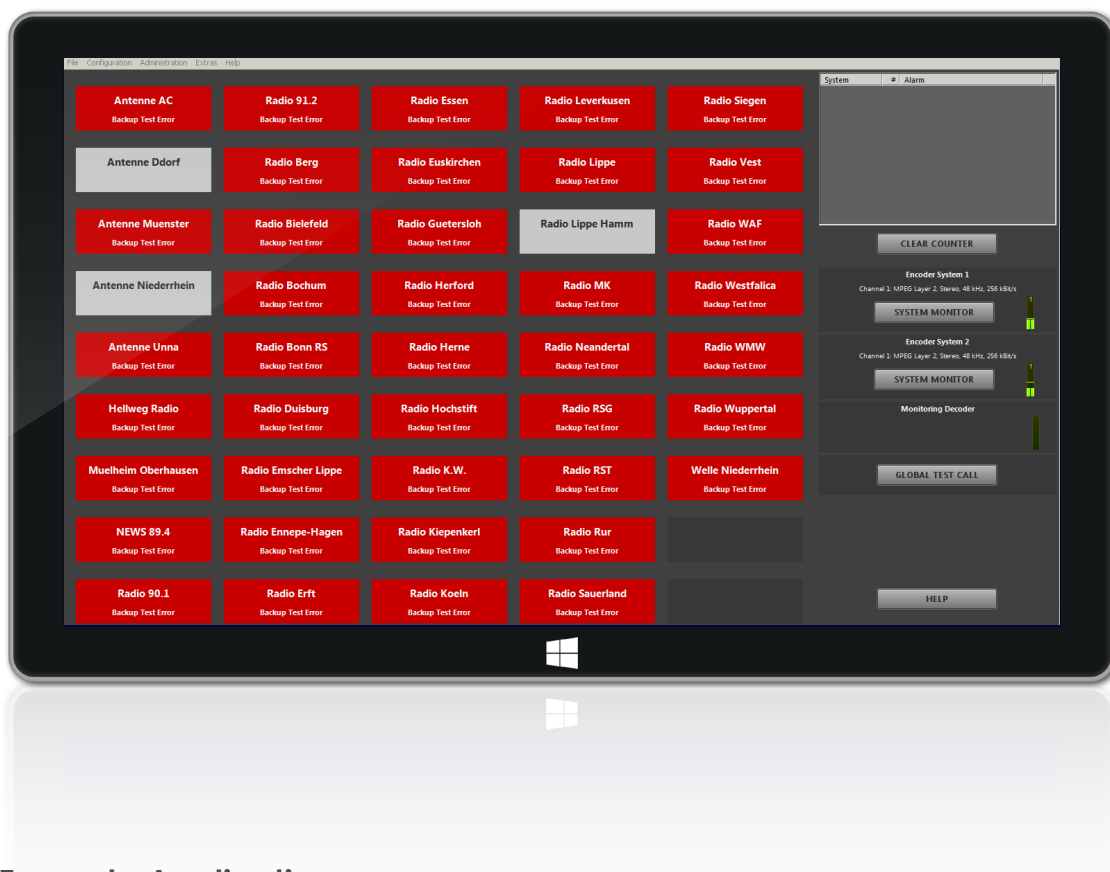 File Configuration Administration Extras Help
Antenne AC
Backup Test Error
Radio 91.2
Backup Test Error
Radio Essen
Backup Test Error
Radio Leverkusen
Backup Test Error
Radio Siegen
Backup Test Error
Antenne Ddorf
Radio Berg
Backup Test Error
Radio Euskirchen
Backup Test Error
Radio Lippe
Backup Test Error
Radio Vest
Backup Test Error
Antenne Muenster
Backup Test Error
Radio Bielefeld
Backup Test Error
Radio Guetersloh
Backup Test Error
Radio Lippe Hamm
Radio WAF
Backup Test Error
Antenne Niederrhein
Radio Bochum
Backup Test Error
Radio Herford
Backup Test Error
Radio MK
Backup Test Error
Radio Westfalica
Backup Test Error
Antenne Unna
Backup Test Error
Radio Bonn RS
Backup Test Error
Radio Herne
Backup Test Error
Radio Neandertal
Backup Test Error
Radio WMW
Backup Test Error
Hellweg Radio
Backup Test Error
Radio Duisburg
Backup Test Error
Radio Hochstift
Backup Test Error
Radio RSG
Backup Test Error
Radio Wuppertal
Backup Test Error
Muelheim Oberhausen
Backup Test Error
Radio Emscher Lippe
Backup Test Error
Radio K.W.
Backup Test Error
Radio RST
Backup Test Error
Welle Niederrhein
Backup Test Error
NEWS 89.4
Backup Test Error
Radio Ennepe-Hagen
Backup Test Error
Radio Kiepenkerl
Backup Test Error
Radio Rur
Backup Test Error
Radio 90.1
Backup Test Error
Radio Erft
Backup Test Error
Radio Koeln
Backup Test Error
Radio Sauerland
Backup Test Error
System # Alarm
CLEAR COUNTER
Encoder System 1
Channel 1: MPEG Layer 2, Stereo, 48 kHz, 256 kBit/s
SYSTEM MONITOR
Encoder System 2
Channel 1: MPEG Layer 2, Stereo, 48 kHz, 256 kBit/s
SYSTEM MONITOR
Monitoring Decoder
GLOBAL TEST CALL
HELP